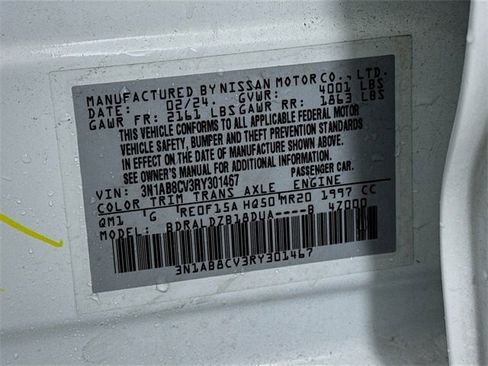 MANUFACTURED BY NISSAN MOTOR CO., LTD.
02/24. GVWR: 4001 LBS
GAWR FR: 2161 LBS GAWR RR: 1863 LBS
THIS VEHICLE CONFORMS TO ALL APPLICABLE FEDERAL MOTOR
VEHICLE SAFETY, BUMPER AND THEFT PREVENTION STANDARDS
IN EFFECT ON THE DATE OF MANUFACTURE SHOWN ABOVE.
SEE OWNER'S MANUAL FOR ADDITIONAL INFORMATION.
VIN: 3N1AB8CV3RY301467 PASSENGER CAR.
COLOR TRIM TRANS AXLE ENGINE
QM1 G RE0F15A HQ50 MR20 1997 CC
MODEL: BDRALDZB18DUA----B 47000
3N1AB8CV3RY301467